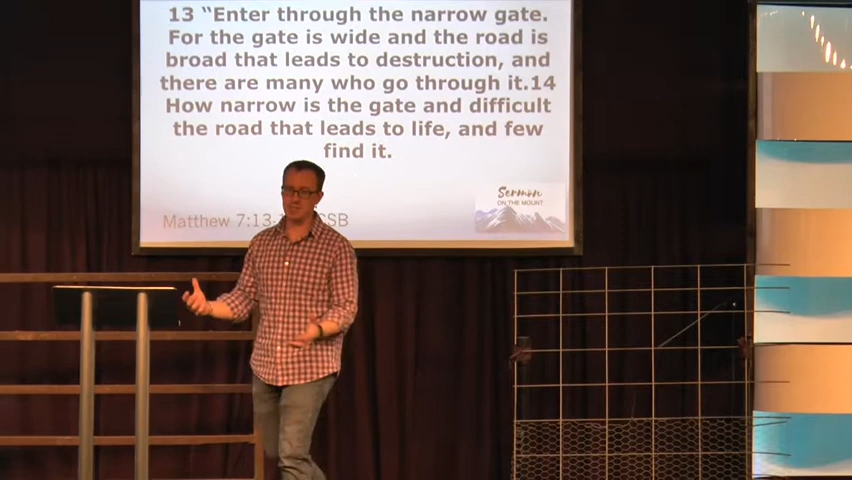 13 “Enter through the narrow gate.
For the gate is wide and the road is
broad that leads to destruction, and
there are many who go through it.14
How narrow is the gate and difficult
the road that leads to life, and few
find it.
Matthew 7:13- CSB
Sermon
ON THE MOUNT